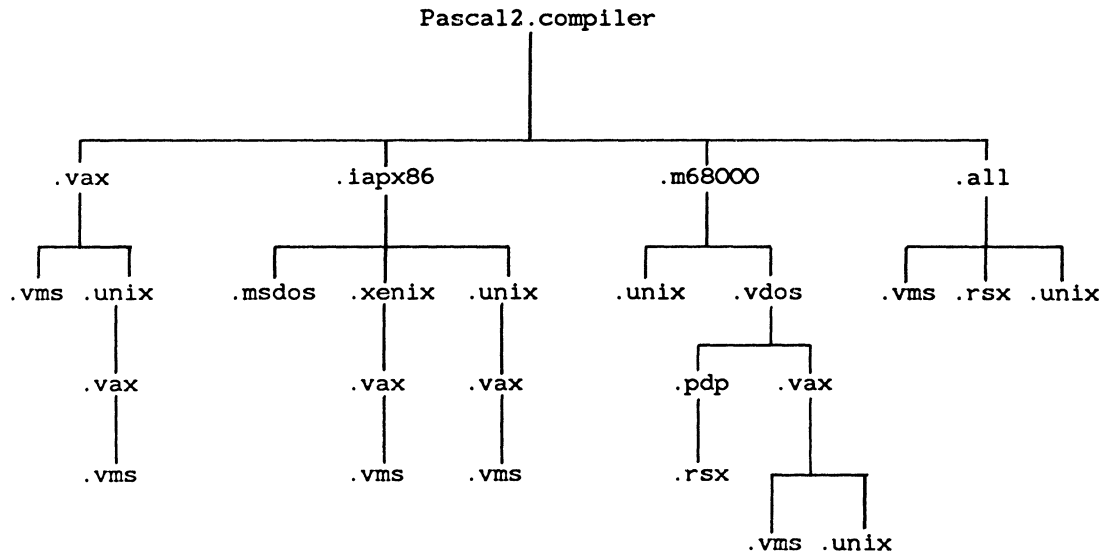 Pascal2.compiler
.vax .iapx86 .m68000 .all
.vms .unix .msdos .xenix .unix .unix .vdos .vms .rsx .unix
.vax .vax .vax .pdp .vax
.vms .vms .vms .rsx
.vms .unix